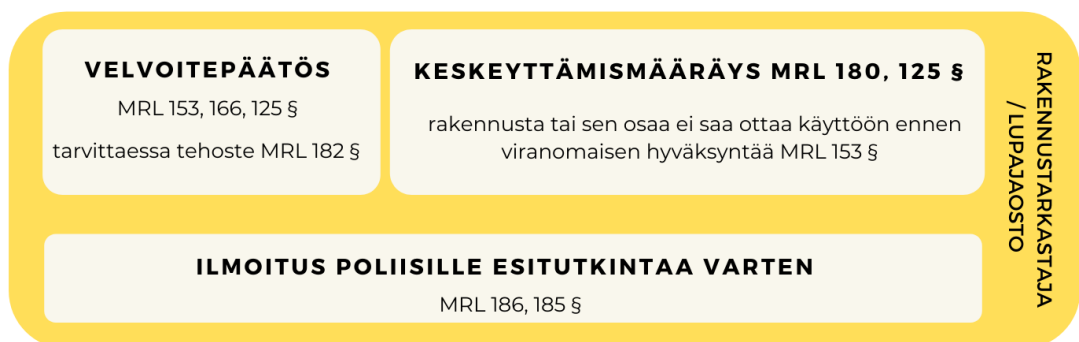 VELVOITEPÄÄTÖS
MRL 153, 166, 125 §
tarvittaessa tehoste MRL 182 §
KESKEYTTÄMISMÄÄRÄYS MRL 180, 125 §
rakennusta tai sen osaa ei saa ottaa käyttöön ennen
viranomaisen hyväksyntää MRL 153 §
ILMOITUS POLIISILLE ESITUTKINTAA VARTEN
MRL 186, 185 §
RAKENNUSTARKASTAJA
/ LUPAJAOSTO